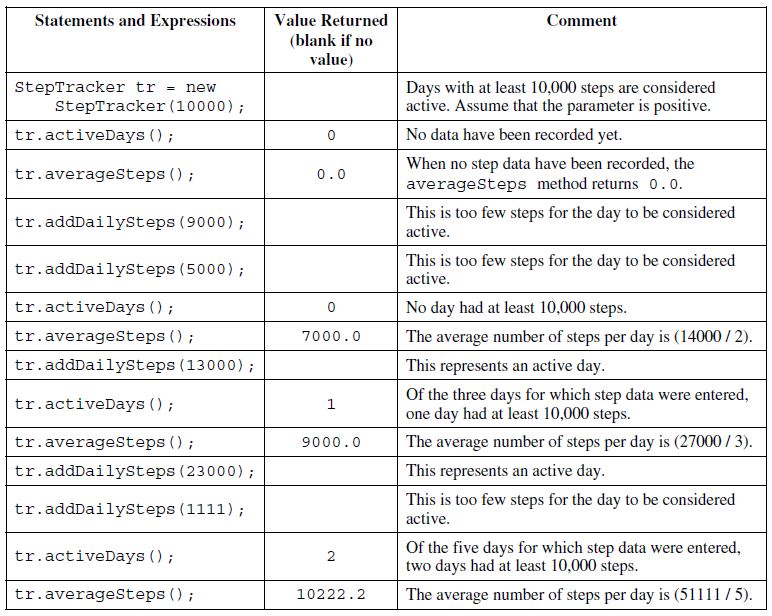 Statements and Expressions
Value Returned
(blank if no
value)
Comment
StepTracker tr = new
StepTracker(10000);
Days with at least 10,000 steps are considered
active. Assume that the parameter is positive.
tr.activeDays();
0
No data have been recorded yet.
tr.averageSteps();
0.0
When no step data have been recorded, the
averageSteps method returns 0.0.
tr.addDailySteps(9000);
This is too few steps for the day to be considered
active.
tr.addDailySteps(5000);
This is too few steps for the day to be considered
active.
tr.activeDays();
0
No day had at least 10,000 steps.
tr.averageSteps();
7000.0
The average number of steps per day is (14000 / 2).
tr.addDailySteps(13000);
This represents an active day.
tr.activeDays();
1
Of the three days for which step data were entered,
one day had at least 10,000 steps.
tr.averageSteps();
9000.0
The average number of steps per day is (27000 / 3).
tr.addDailySteps(23000);
This represents an active day.
tr.addDailySteps(1111);
This is too few steps for the day to be considered
active.
tr.activeDays();
2
Of the five days for which step data were entered,
two days had at least 10,000 steps.
tr.averageSteps();
10222.2
The average number of steps per day is (51111 / 5).